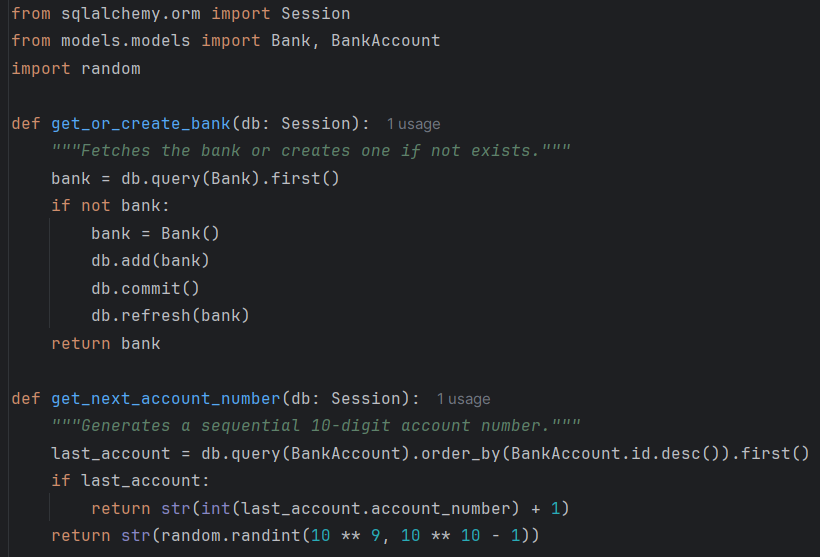 from sqlalchemy.orm import Session
from models.models import Bank, BankAccount
import random
def get_or_create_bank(db: Session): 1 usage
    """Fetches the bank or creates one if not exists."""
    bank = db.query(Bank).first()
    if not bank:
        bank = Bank()
        db.add(bank)
        db.commit()
        db.refresh(bank)
    return bank
def get_next_account_number(db: Session): 1 usage
    """Generates a sequential 10-digit account number."""
    last_account = db.query(BankAccount).order_by(BankAccount.id.desc()).first()
    if last_account:
        return str(int(last_account.account_number) + 1)
    return str(random.randint(10 ** 9, 10 ** 10 - 1))